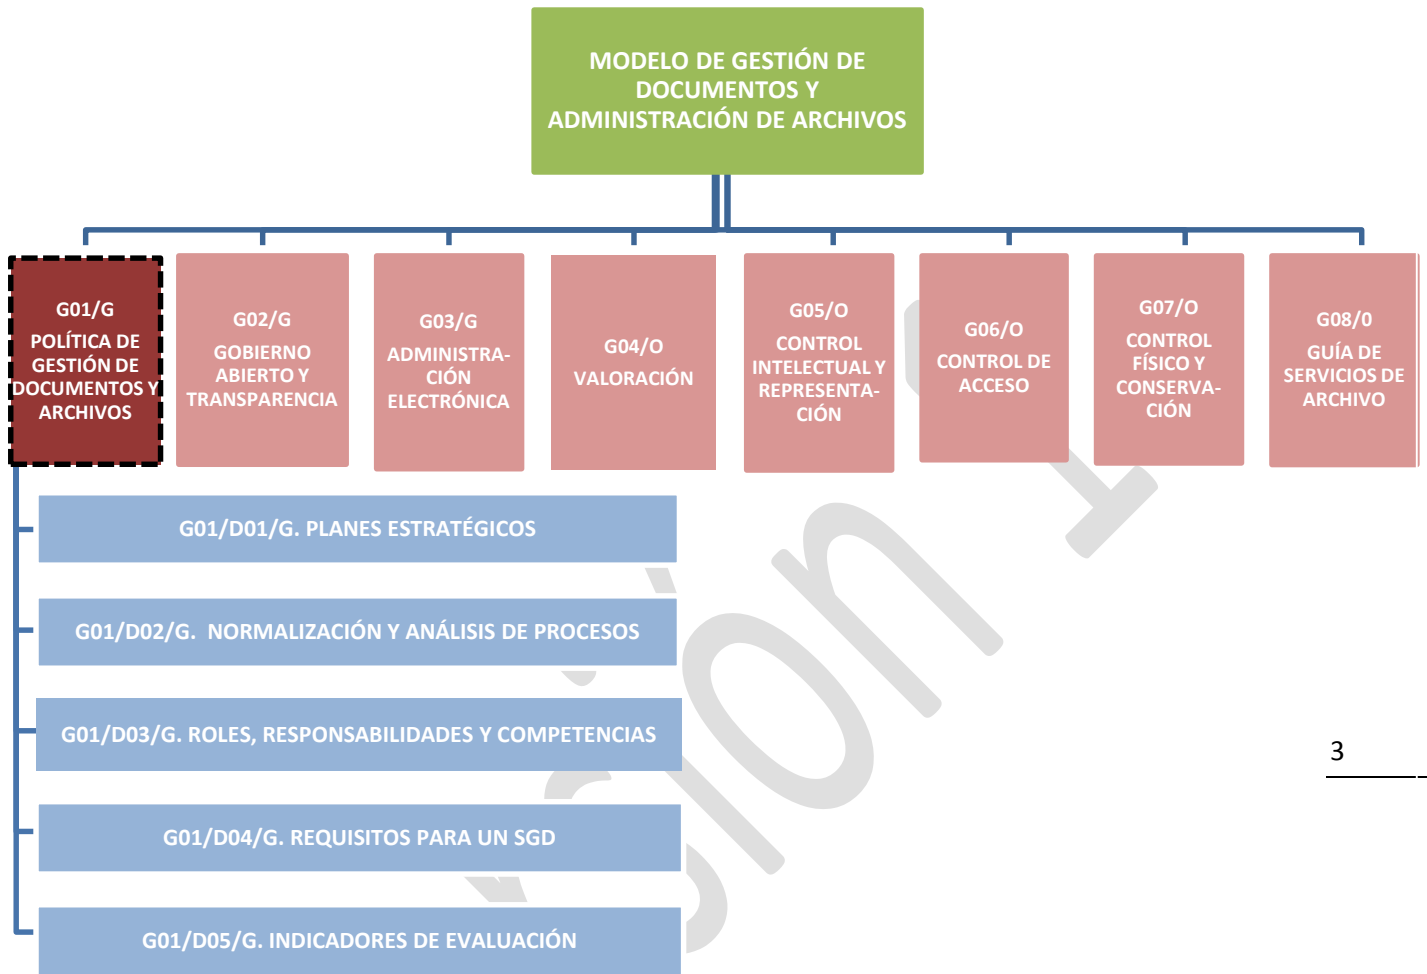 MODELO DE GESTIÓN DE
DOCUMENTOS Y
ADMINISTRACIÓN DE ARCHIVOS
G01/G
POLÍTICA DE
GESTIÓN DE
DOCUMENTOS Y
ARCHIVOS
G02/G
GOBIERNO
ABIERTO Y
TRANSPARENCIA
G03/G
ADMINISTRA-
CIÓN
ELECTRÓNICA
G04/O
VALORACIÓN
G05/O
CONTROL
INTELECTUAL Y
REPRESENTA-
CIÓN
G06/O
CONTROL DE
ACCESO
G07/O
CONTROL
FÍSICO Y
CONSERVA-
CIÓN
G08/0
GUÍA DE
SERVICIOS DE
ARCHIVO
G01/D01/G. PLANES ESTRATÉGICOS
G01/D02/G. NORMALIZACIÓN Y ANÁLISIS DE PROCESOS
G01/D03/G. ROLES, RESPONSABILIDADES Y COMPETENCIAS
G01/D04/G. REQUISITOS PARA UN SGD
G01/D05/G. INDICADORES DE EVALUACIÓN
3